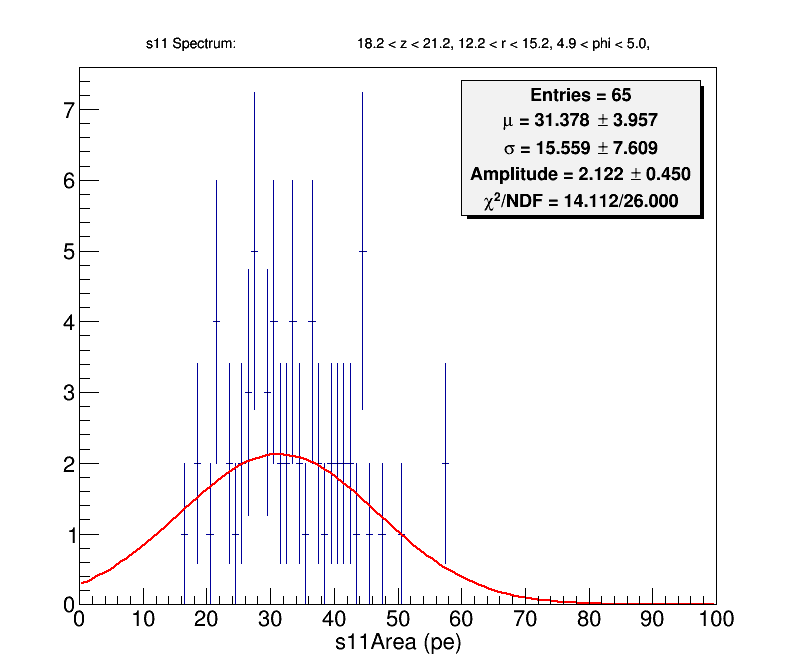 s11 Spectrum: 18.2 < z < 21.2, 12.2 < r < 15.2, 4.9 < phi < 5.0,
Entries = 65
μ = 31.378 ± 3.957
σ = 15.559 ± 7.609
Amplitude = 2.122 ± 0.450
χ²/NDF = 14.112/26.000
7
6
5
4
3
2
1
0
0 10 20 30 40 50 60 70 80 90 100
s11Area (pe)